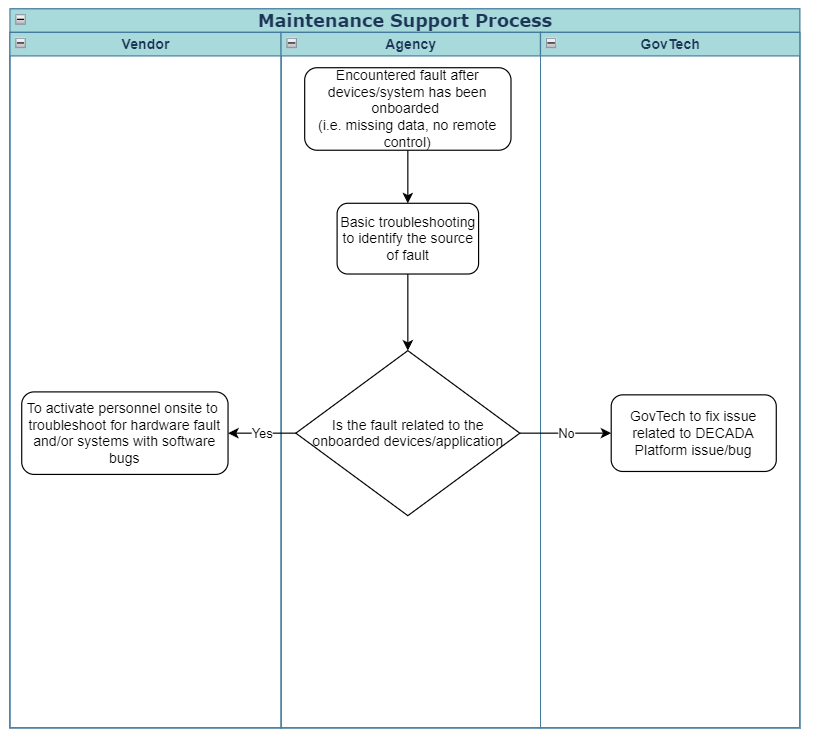 Maintenance Support Process
Vendor
Agency
GovTech
Encountered fault after
devices/system has been
onboarded
(i.e. missing data, no remote
control)
Basic troubleshooting
to identify the source
of fault
Is the fault related to the
onboarded devices/application
Yes
No
To activate personnel onsite to
troubleshoot for hardware fault
and/or systems with software
bugs
GovTech to fix issue
related to DECADA
Platform issue/bug